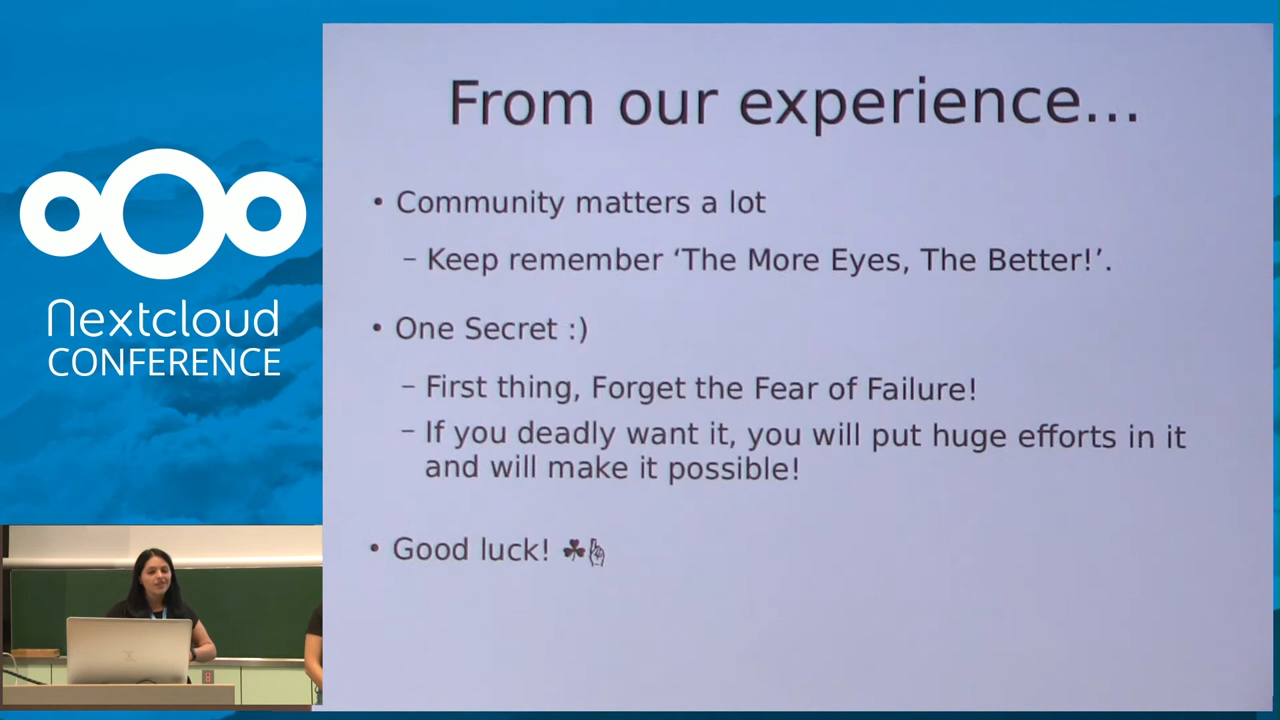 nextcloud
CONFERENCE
From our experience...
• Community matters a lot
– Keep remember ‘The More Eyes, The Better!’.
• One Secret :)
– First thing, Forget the Fear of Failure!
– If you deadly want it, you will put huge efforts in it
and will make it possible!
• Good luck! ☘